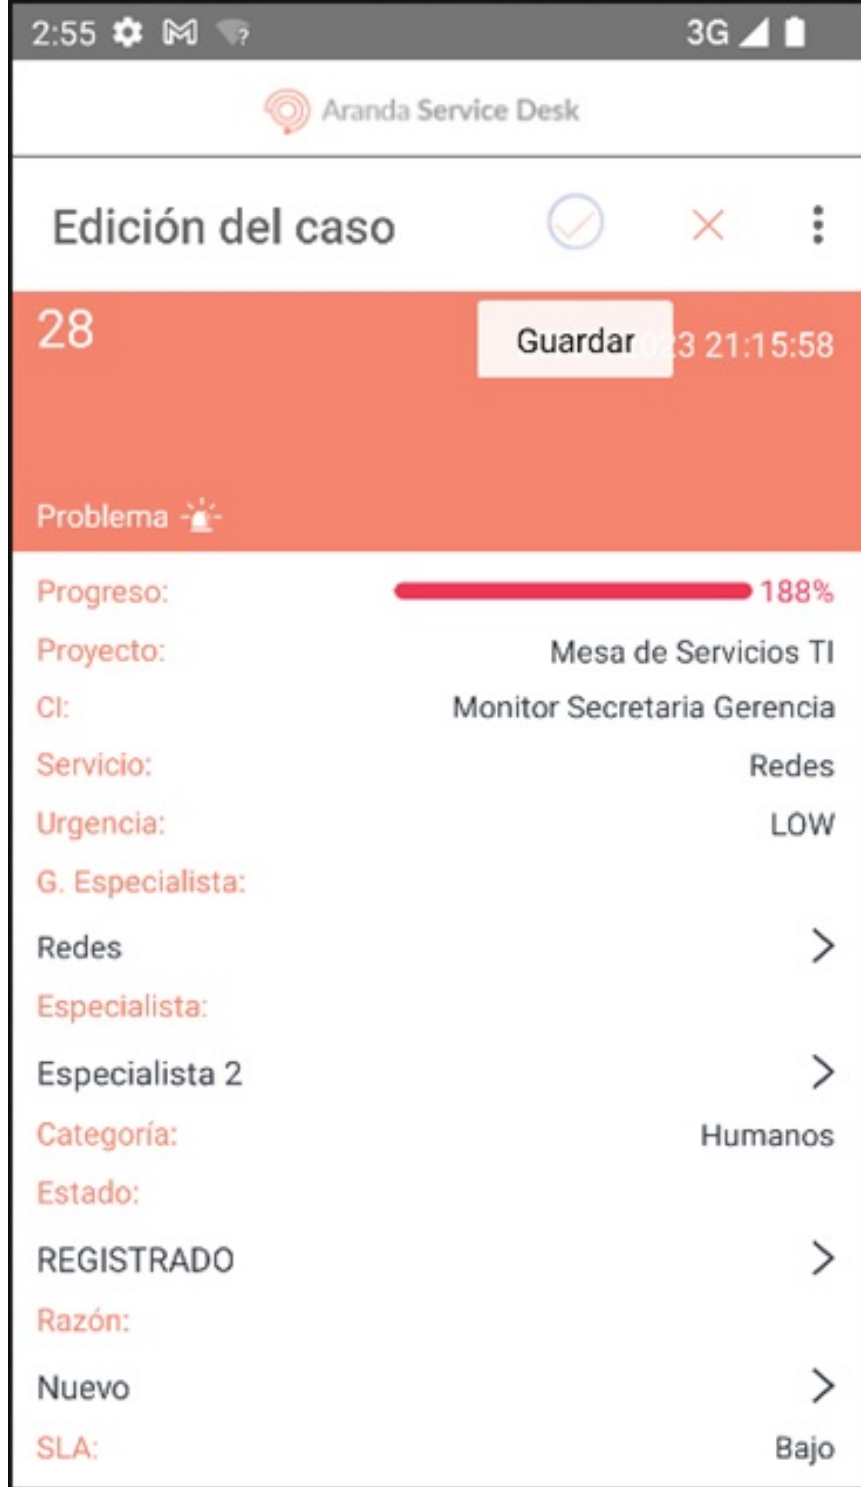 2:55 3G
Aranda Service Desk
Edición del caso
28
Guardar 23 21:15:58
Problema
Progreso: 188%
Proyecto: Mesa de Servicios TI
CI: Monitor Secretaria Gerencia
Servicio: Redes
Urgencia: LOW
G. Especialista:
Redes
Especialista:
Especialista 2
Categoría: Humanos
Estado:
REGISTRADO
Razón:
Nuevo
SLA: Bajo